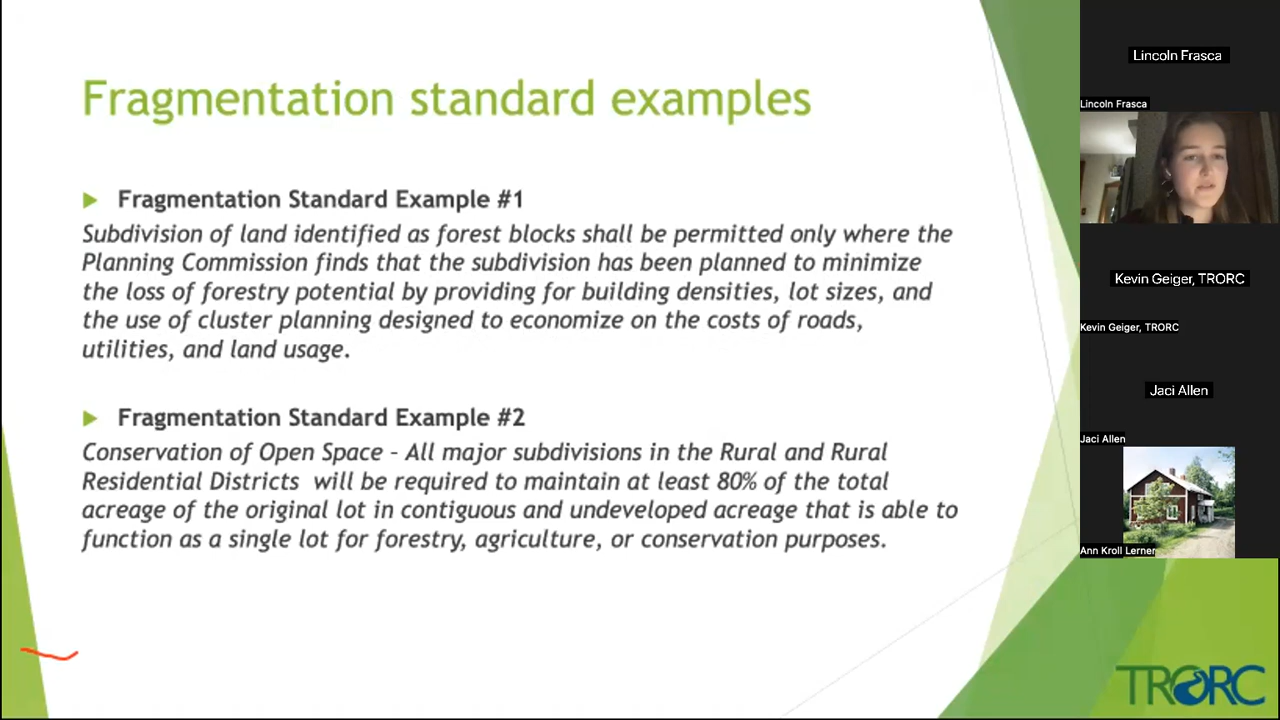 Fragmentation standard examples
Fragmentation Standard Example #1
Subdivision of land identified as forest blocks shall be permitted only where the
Planning Commission finds that the subdivision has been planned to minimize
the loss of forestry potential by providing for building densities, lot sizes, and
the use of cluster planning designed to economize on the costs of roads,
utilities, and land usage.
Fragmentation Standard Example #2
Conservation of Open Space – All major subdivisions in the Rural and Rural
Residential Districts will be required to maintain at least 80% of the total
acreage of the original lot in contiguous and undeveloped acreage that is able to
function as a single lot for forestry, agriculture, or conservation purposes.
Lincoln Frasca
Lincoln Frasca
Kevin Geiger, TRORC
Kevin Geiger, TRORC
Jaci Allen
Jaci Allen
Ann Kroll Lerner
TRORC